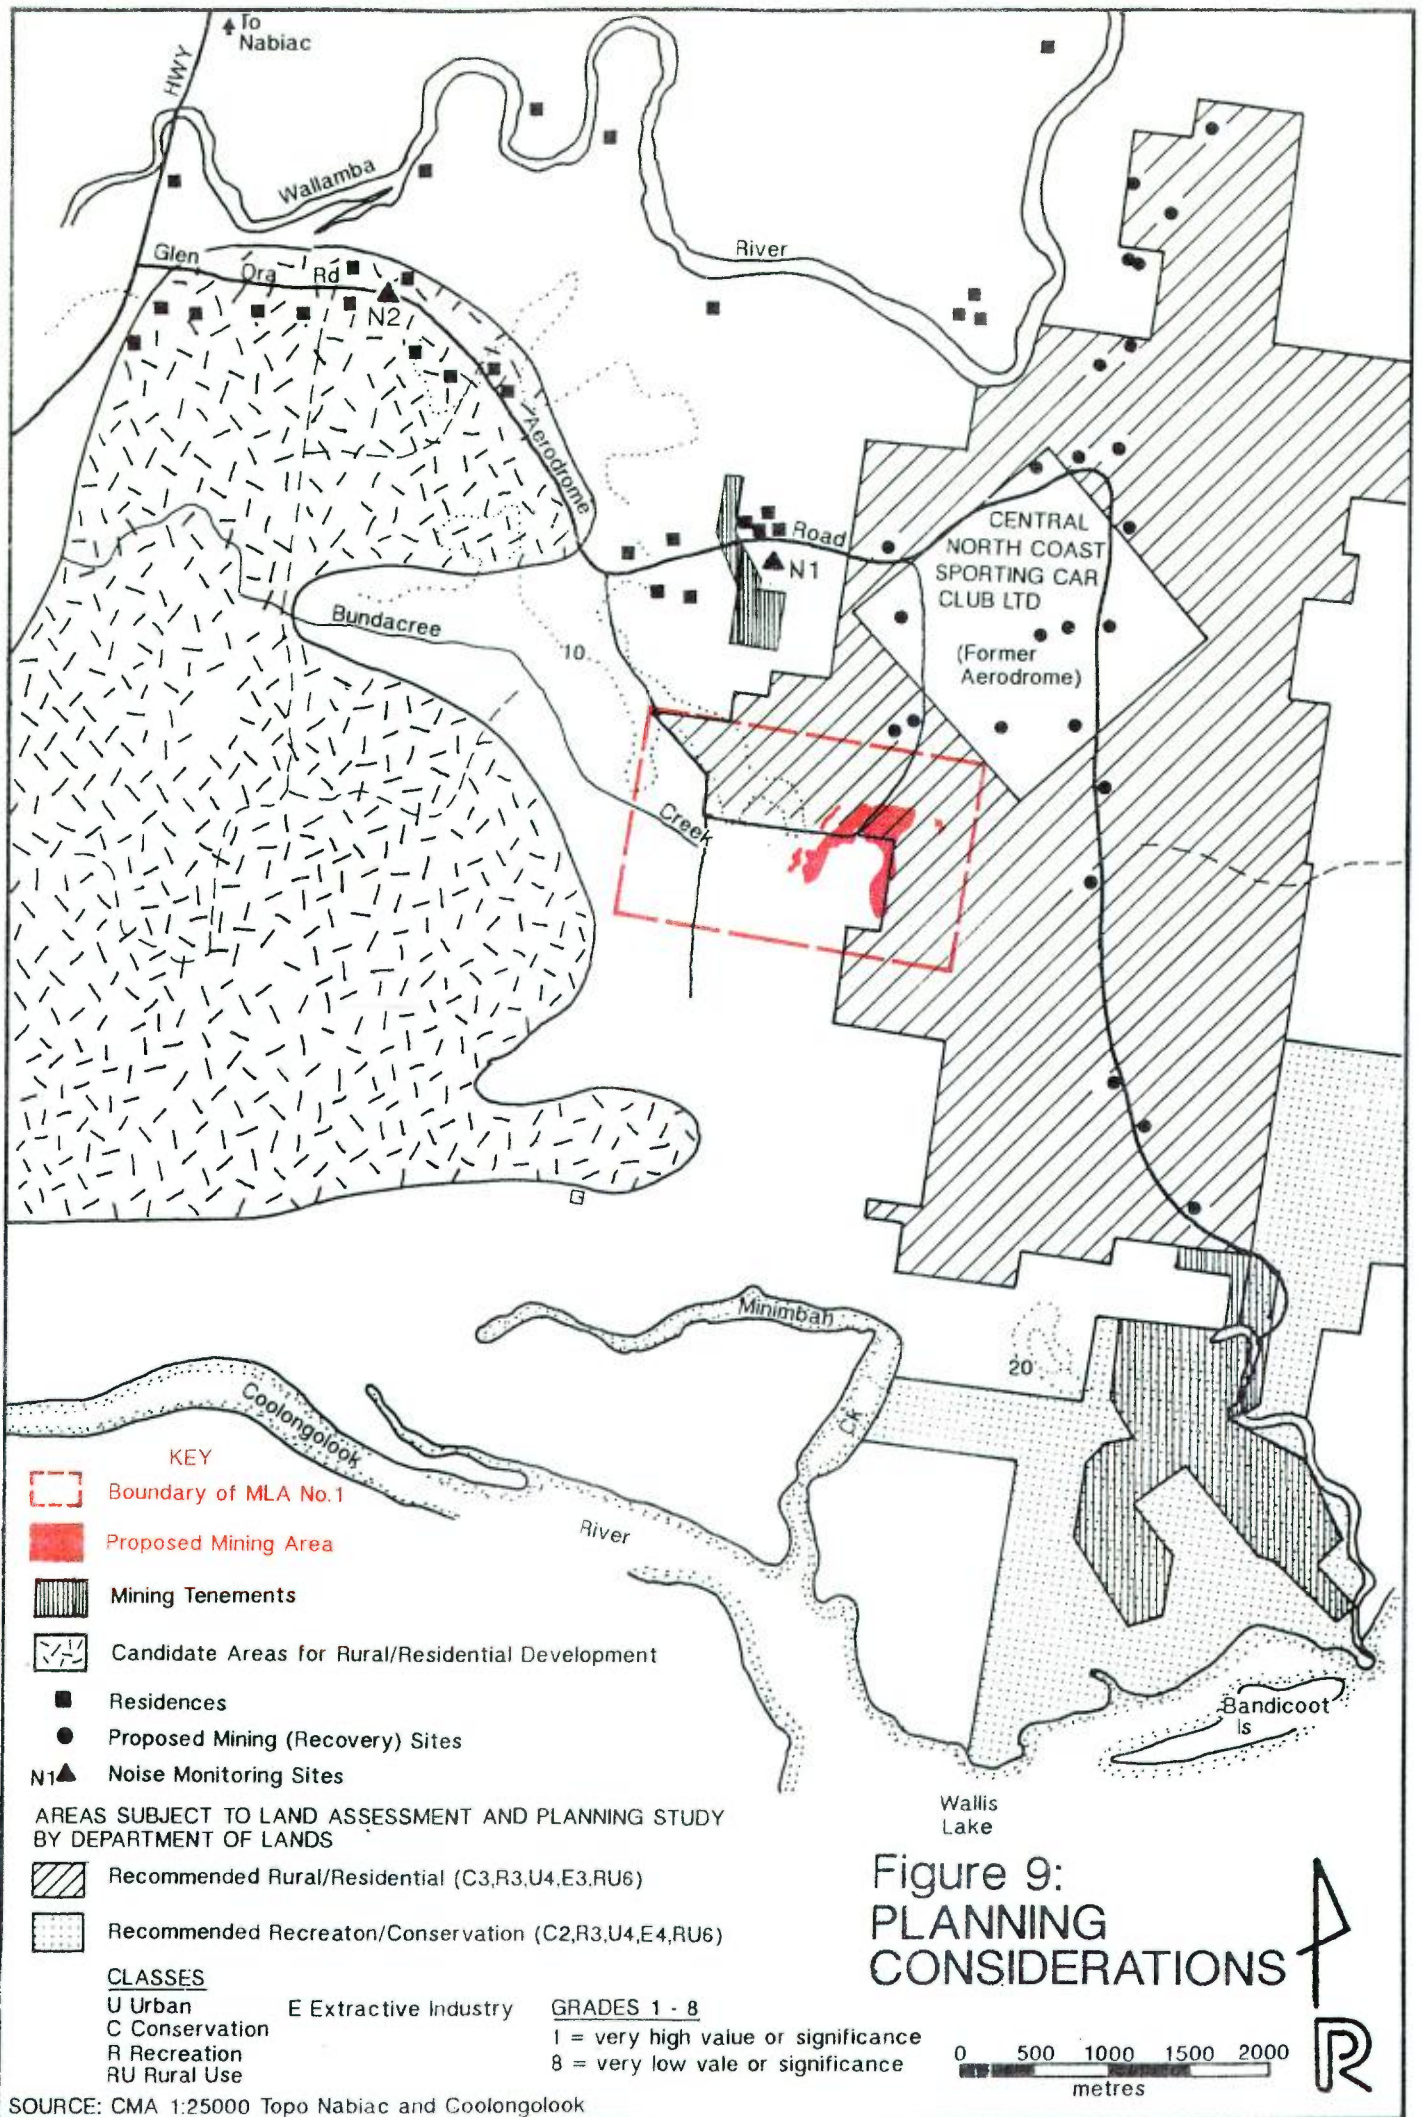 To
Nabiac
HWY
Wallamba
River
Glen Ora Rd
N2
Aerodrome
Road
N1
CENTRAL
NORTH COAST
SPORTING CAR
CLUB LTD
(Former
Aerodrome)
Bundacree
10
Creek
Minimbah
Ck
20
Coolongolook
River
Bandicoot
Is
Wallis
Lake
KEY
Boundary of MLA No.1
Proposed Mining Area
Mining Tenements
Candidate Areas for Rural/Residential Development
Residences
Proposed Mining (Recovery) Sites
N1 Noise Monitoring Sites
AREAS SUBJECT TO LAND ASSESSMENT AND PLANNING STUDY
BY DEPARTMENT OF LANDS
Recommended Rural/Residential (C3,R3,U4,E3,RU6)
Recommended Recreaton/Conservation (C2,R3,U4,E4,RU6)
CLASSES
U Urban
C Conservation
R Recreation
RU Rural Use
E Extractive Industry
GRADES 1 - 8
1 = very high value or significance
8 = very low vale or significance
Figure 9:
PLANNING
CONSIDERATIONS
0 500 1000 1500 2000
metres
R
SOURCE: CMA 1:25000 Topo Nabiac and Coolongolook